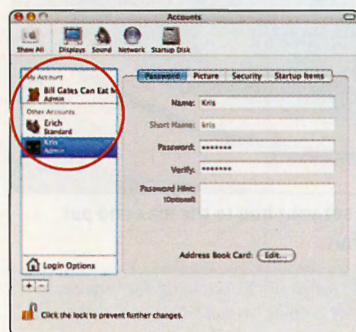 Accounts
Show All Displays Sound Network Startup Disk
My Account
Bill Gates Can Eat M
Admin
Other Accounts
Erich
Standard
Kris
Admin
Login Options
+ -
Password Picture Security Startup Items
Name: Kris
Short Name: kris
Password: •••••••
Verify: •••••••
Password Hint:
(Optional)
Address Book Card: Edit...
Click the lock to prevent further changes.